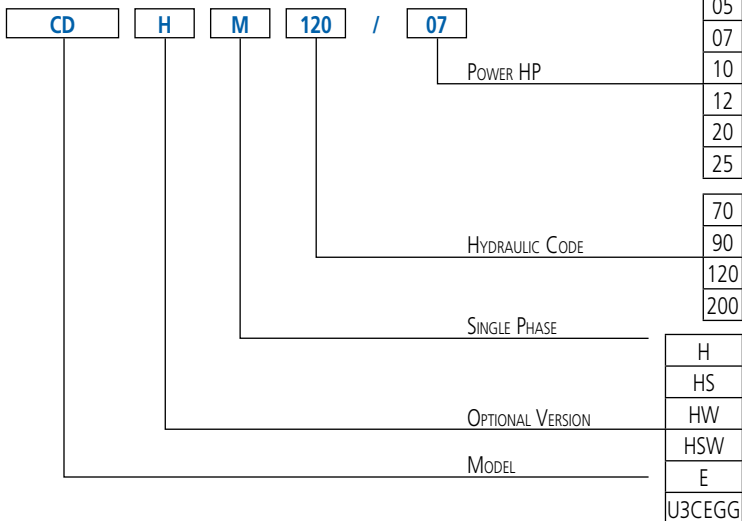 CD H M 120 / 07
05
07
Power HP 10
12
20
25
70
Hydraulic Code 90
120
200
Single Phase
H
HS
Optional Version HW
HSW
Model E
U3CEGG